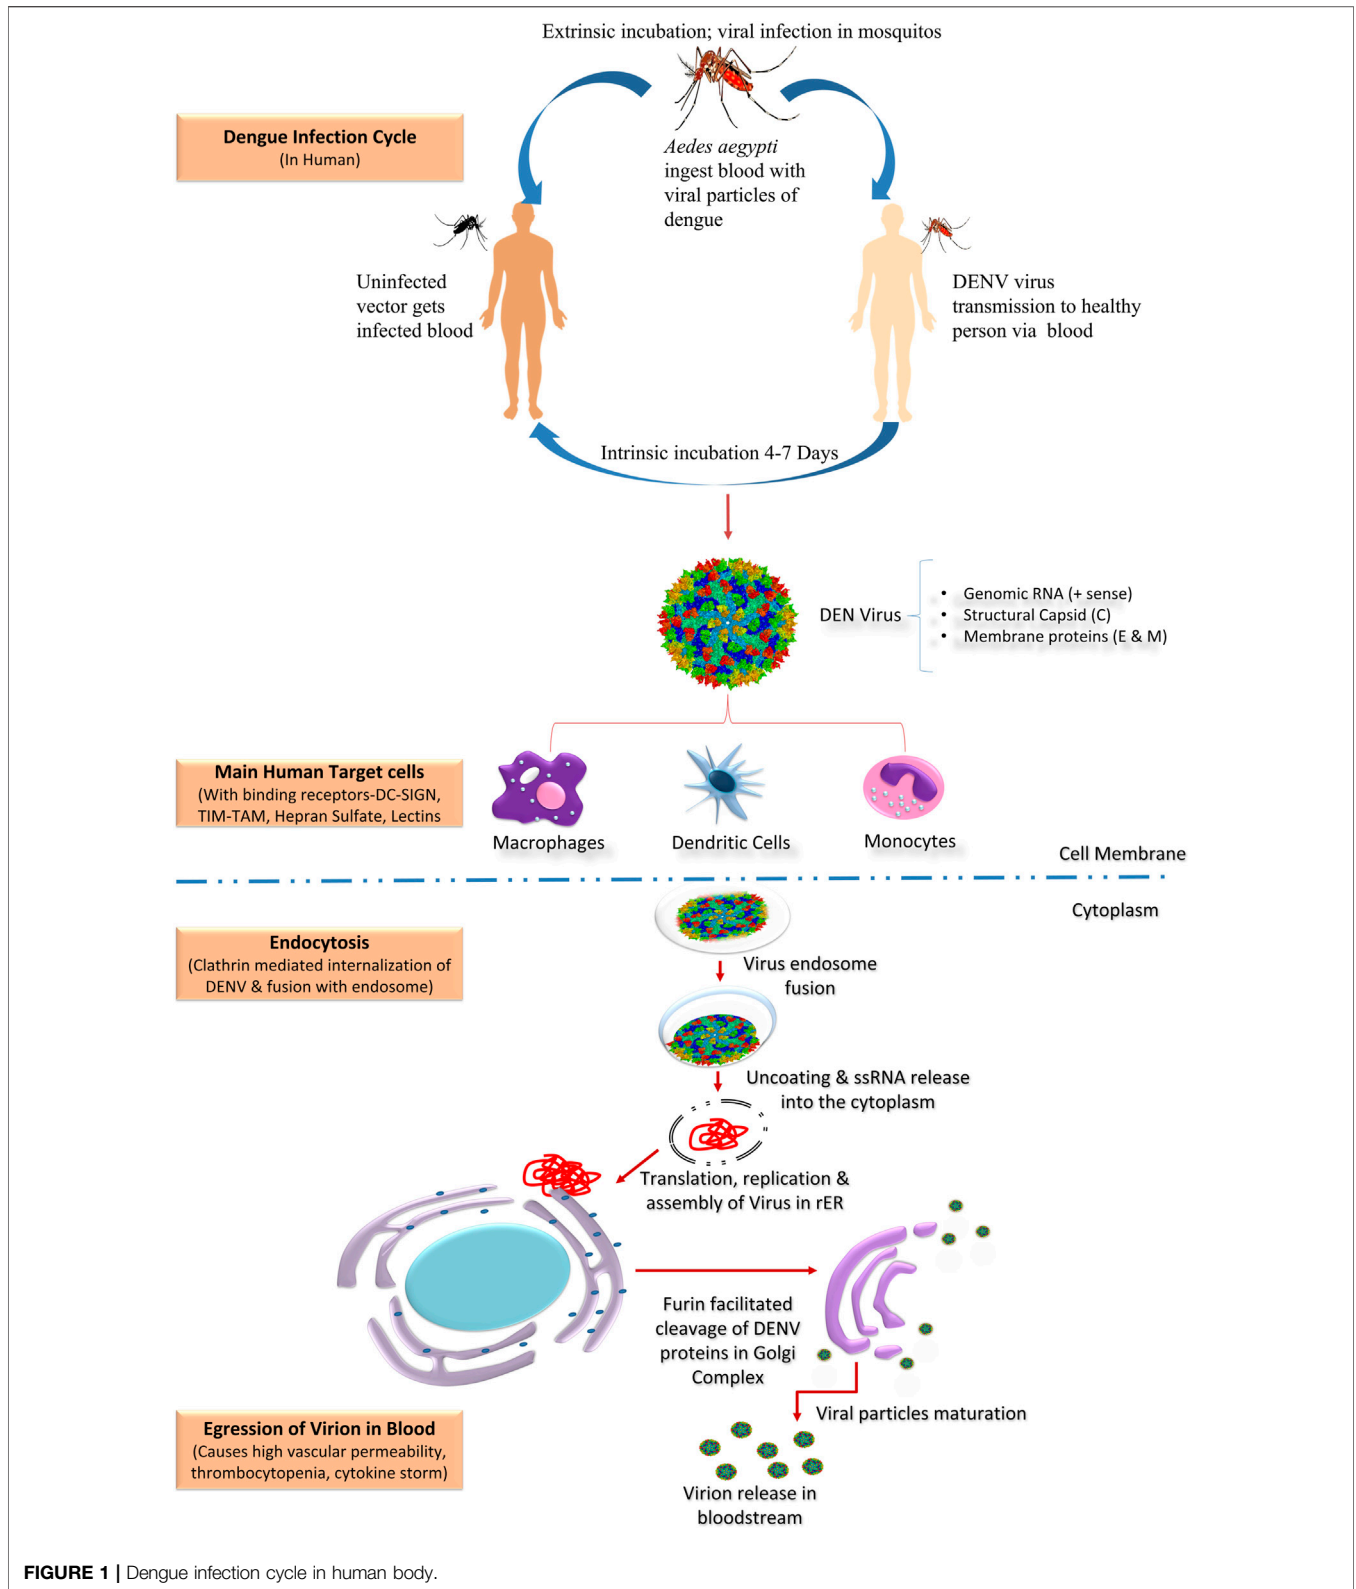 Extrinsic incubation; viral infection in mosquitos
Dengue Infection Cycle
(In Human)
Aedes aegypti
ingest blood with
viral particles of
dengue
Uninfected
vector gets
infected blood
DENV virus
transmission to healthy
person via blood
Intrinsic incubation 4-7 Days
DEN Virus
• Genomic RNA (+ sense)
• Structural Capsid (C)
• Membrane proteins (E & M)
Main Human Target cells
(With binding receptors-DC-SIGN,
TIM-TAM, Hepran Sulfate, Lectins
Macrophages
Dendritic Cells
Monocytes
Cell Membrane
Cytoplasm
Endocytosis
(Clathrin mediated internalization of
DENV & fusion with endosome)
Virus endosome
fusion
Uncoating & ssRNA release
into the cytoplasm
Translation, replication &
assembly of Virus in rER
Furin facilitated
cleavage of DENV
proteins in Golgi
Complex
Viral particles maturation
Egression of Virion in Blood
(Causes high vascular permeability,
thrombocytopenia, cytokine storm)
Virion release in
bloodstream
FIGURE 1 | Dengue infection cycle in human body.